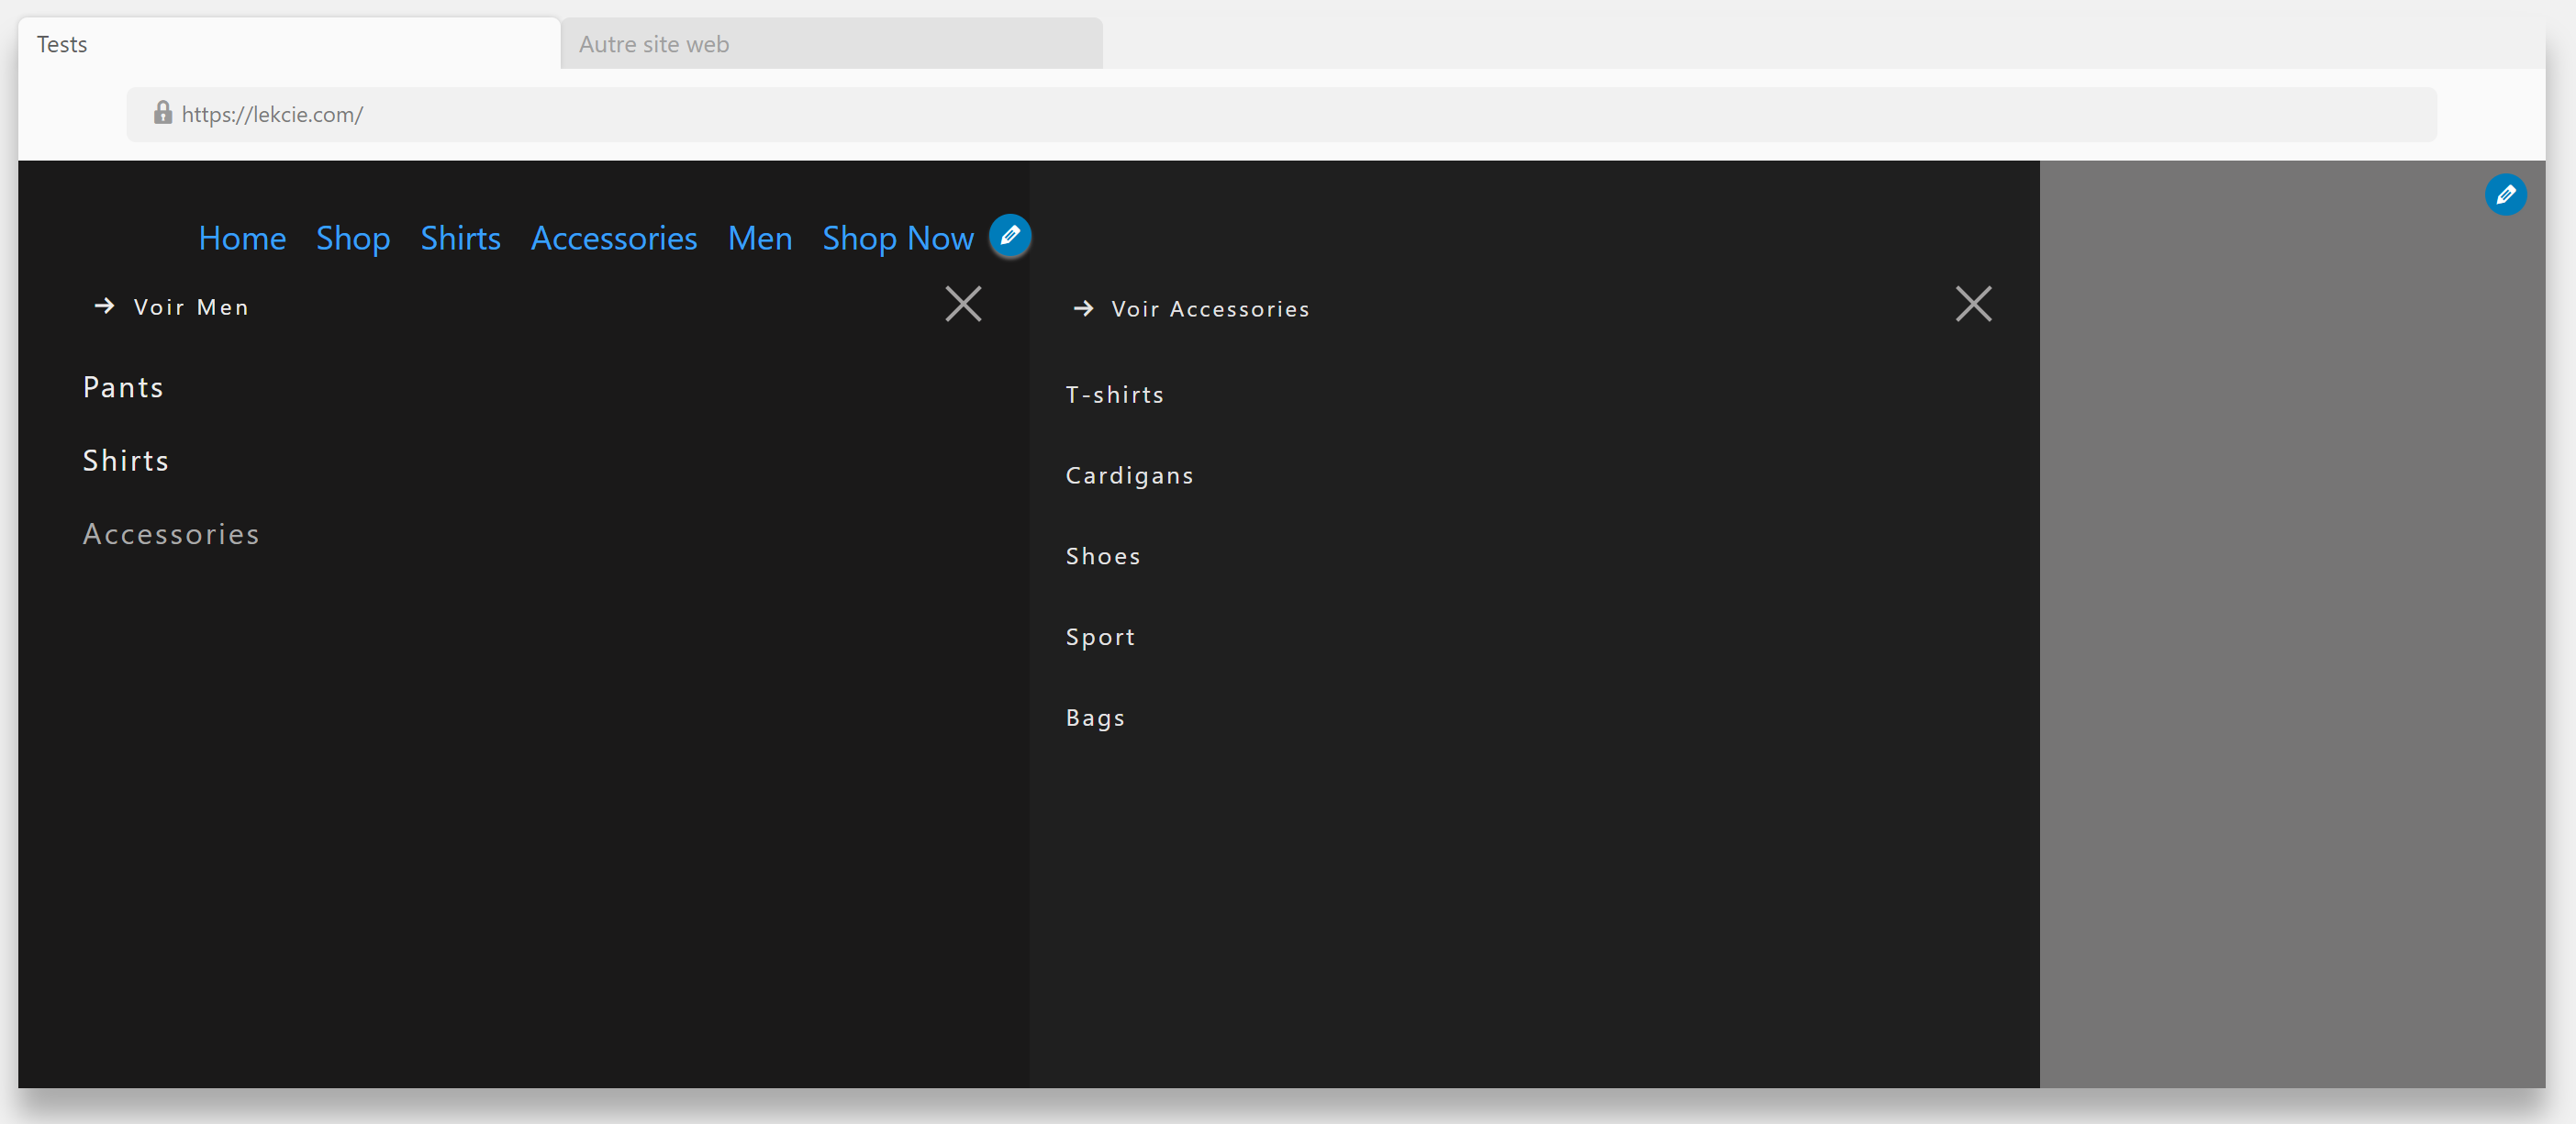 Tests
Autre site web
https://lekcie.com/
Home Shop Shirts Accessories Men Shop Now
Voir Men
Pants
Shirts
Accessories
Voir Accessories
T-shirts
Cardigans
Shoes
Sport
Bags